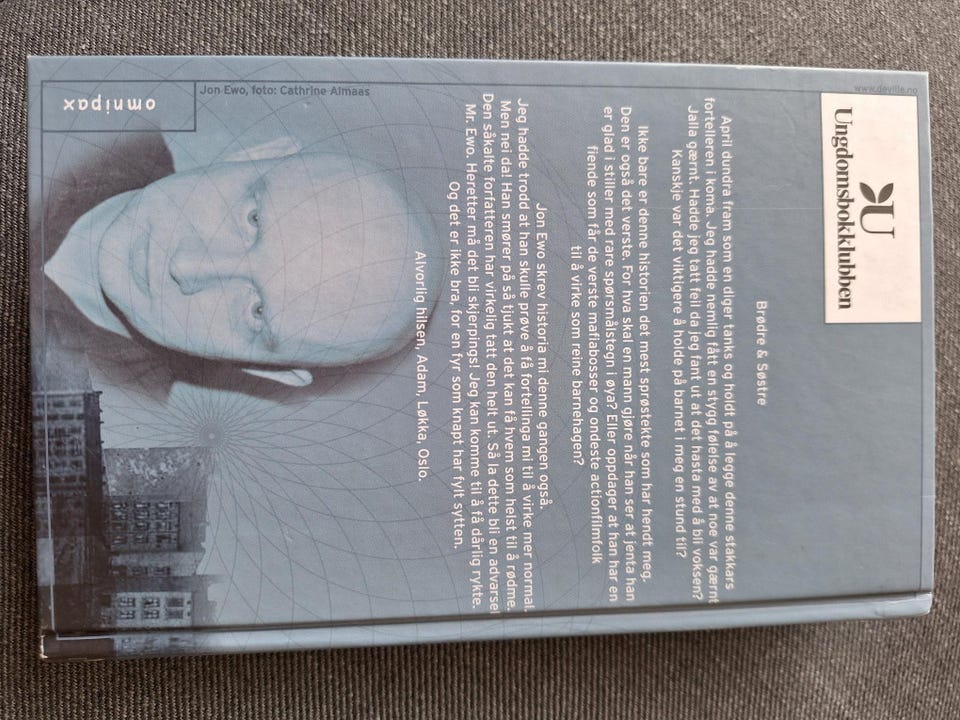 www.deville.no
Ungdomsbokklubben
Brødre & Søstre
April dundra fram som en diger tanks og holdt på å legge denne stakkars
fortelleren i koma. Jeg hadde nemlig fått en stygg følelse av at noe var gærnt
Jalla gærnt. Hadde jeg tatt feil da jeg fant ut at det hasta med å bli voksen?
Kanskje var det viktigere å holde på barnet i meg en stund til?
Ikke bare er denne historien det mest sprøstekte som har hendt meg.
Den er også det verste. For hva skal en mann gjøre når han ser at jenta han
er glad i stiller med rare spørsmålstegn i øya? Eller oppdager at han har en
fiende som får de verste mafiabosser og ondeste actionfilmfolk
til å virke som reine barnehagen?
Jon Ewo skrev historia mi denne gangen også.
Jeg hadde trodd at han skulle prøve å få fortellinga mi til å virke mer normal.
Men nei da! Han smører på så tjukt at det kan få hvem som helst til å rødme.
Den såkalte forfatteren har virkelig tatt den helt ut. Så la dette bli en advarsel
Mr. Ewo. Heretter må det bli skjerpings! Jeg kan komme til å få dårlig rykte.
Og det er ikke bra, for en fyr som knapt har fylt sytten.
Alvorlig hilsen, Adam, Løkka, Oslo.
Jon Ewo, foto: Cathrine Almaas
omnipax